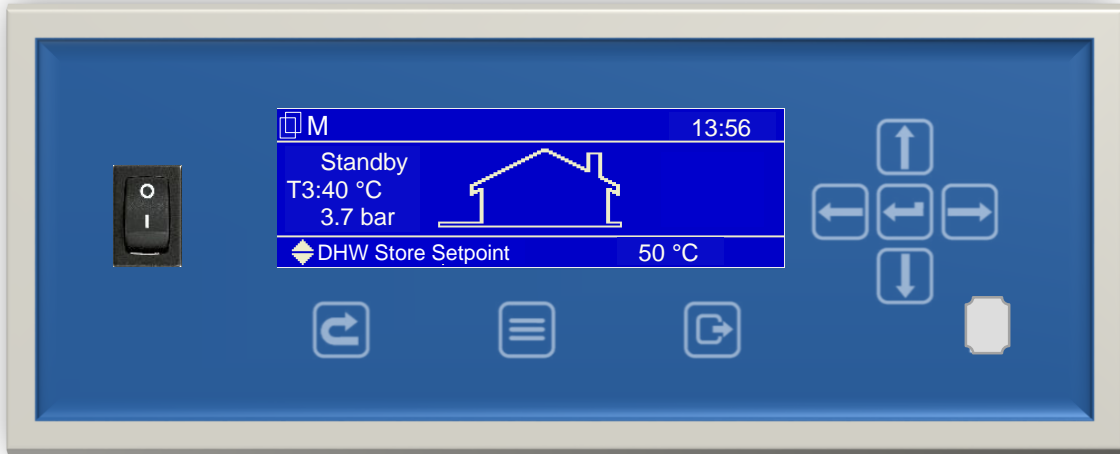 M 13:56
Standby
T3:40 °C
3.7 bar
DHW Store Setpoint 50 °C
O
I